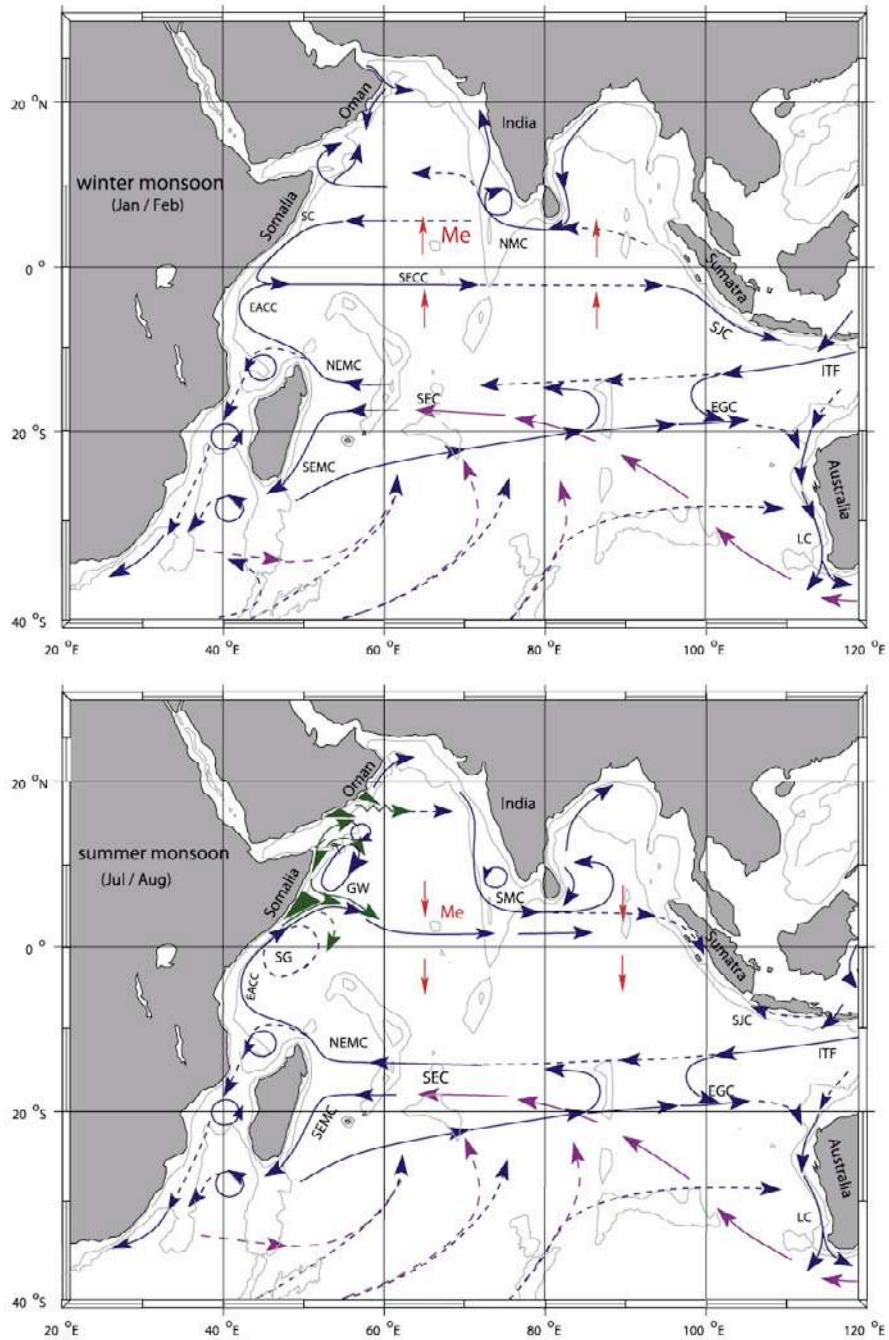 20 °N
0 °
20 °S
40 °S
20 °E
40 °E
60 °E
80 °E
100 °E
120 °E
winter monsoon
(Jan / Feb)
Oman
India
Somalia
SC
Me
NMC
Sumatra
SECC
EACC
SJC
NEMC
ITF
SEC
EGC
SEMC
Australia
LC
20 °N
0 °
20 °S
40 °S
20 °E
40 °E
60 °E
80 °E
100 °E
120 °E
summer monsoon
(Jul / Aug)
Oman
India
Somalia
GW
SMC
Me
Sumatra
SG
EACC
SJC
NEMC
ITF
SEC
EGC
SEMC
Australia
LC